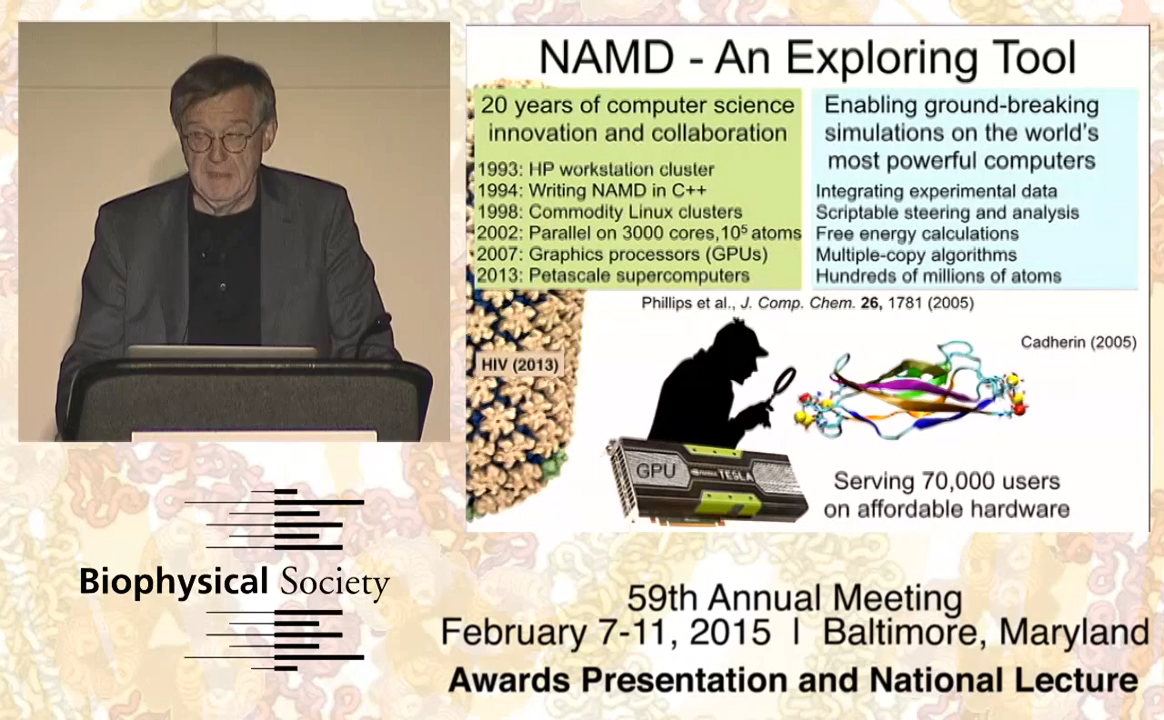 NAMD - An Exploring Tool
20 years of computer science
innovation and collaboration
1993: HP workstation cluster
1994: Writing NAMD in C++
1998: Commodity Linux clusters
2002: Parallel on 3000 cores,10⁵ atoms
2007: Graphics processors (GPUs)
2013: Petascale supercomputers
Enabling ground-breaking
simulations on the world's
most powerful computers
Integrating experimental data
Scriptable steering and analysis
Free energy calculations
Multiple-copy algorithms
Hundreds of millions of atoms
Phillips et al., J. Comp. Chem. 26, 1781 (2005)
HIV (2013)
Cadherin (2005)
GPU
TESLA
Serving 70,000 users
on affordable hardware
Biophysical Society
59th Annual Meeting
February 7-11, 2015 | Baltimore, Maryland
Awards Presentation and National Lecture